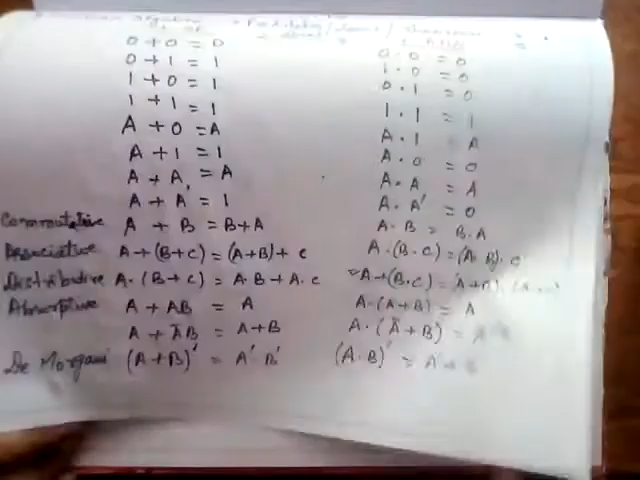 0 + 0 = 0    0 · 0 = 0
0 + 1 = 1    1 · 0 = 0
1 + 0 = 1    0 · 1 = 0
1 + 1 = 1    1 · 1 = 1
A + 0 = A    A · 1 A
A + 1 = 1    A · 0 = 0
A + A = A    A · A = A
A + A' = 1    A · A' = 0
Commutative A + B = B + A    A · B = B · A
Associative A + (B + C) = (A + B) + C    A · (B · C) = (A · B) · C
Distributive A · (B + C) = A · B + A · C    A + (B · C) = (A + B) ·
Absorptive A + AB = A    A · (A + B) = A
A + ĀB = A + B    A · (Ā + B) =
De Morgan (A + B)' = A' B'    (A · B)' = A' +